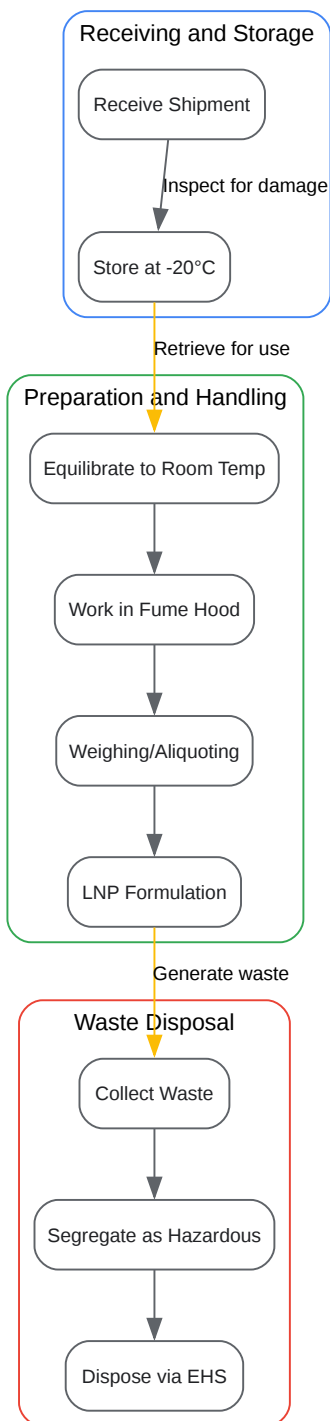 Receiving and Storage
Receive Shipment
Inspect for damage
Store at -20°C
Retrieve for use
Preparation and Handling
Equilibrate to Room Temp
Work in Fume Hood
Weighing/Aliquoting
LNP Formulation
Generate waste
Waste Disposal
Collect Waste
Segregate as Hazardous
Dispose via EHS